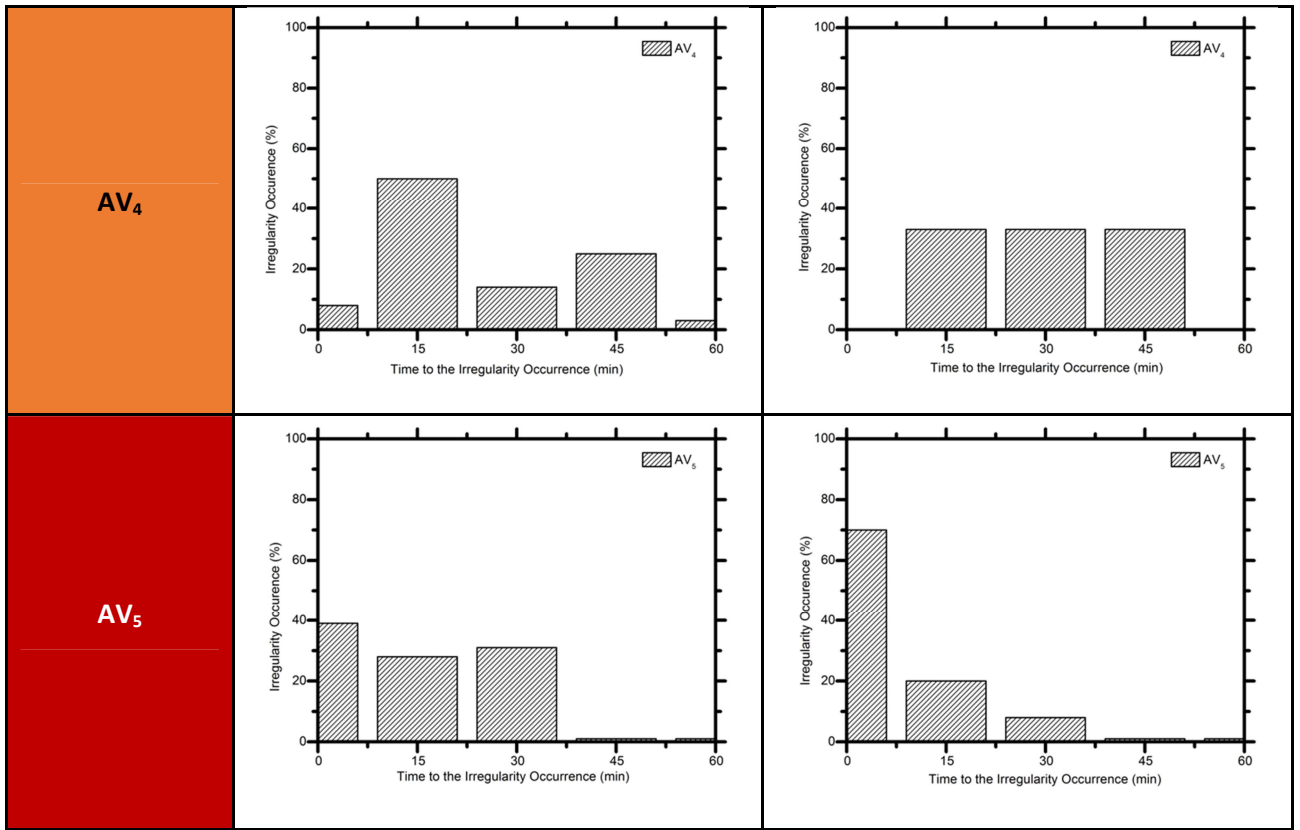 AV₄
100
80
60
40
20
0
0 15 30 45 60
Irregularity Occurence (%)
Time to the Irregularity Occurrence (min)
AV₄
100
80
60
40
20
0
0 15 30 45 60
Irregularity Occurence (%)
Time to the Irregularity Occurrence (min)
AV₄
AV₅
100
80
60
40
20
0
0 15 30 45 60
Irregularity Occurence (%)
Time to the Irregularity Occurrence (min)
AV₅
100
80
60
40
20
0
0 15 30 45 60
Irregularity Occurence (%)
Time to the Irregularity Occurrence (min)
AV₅